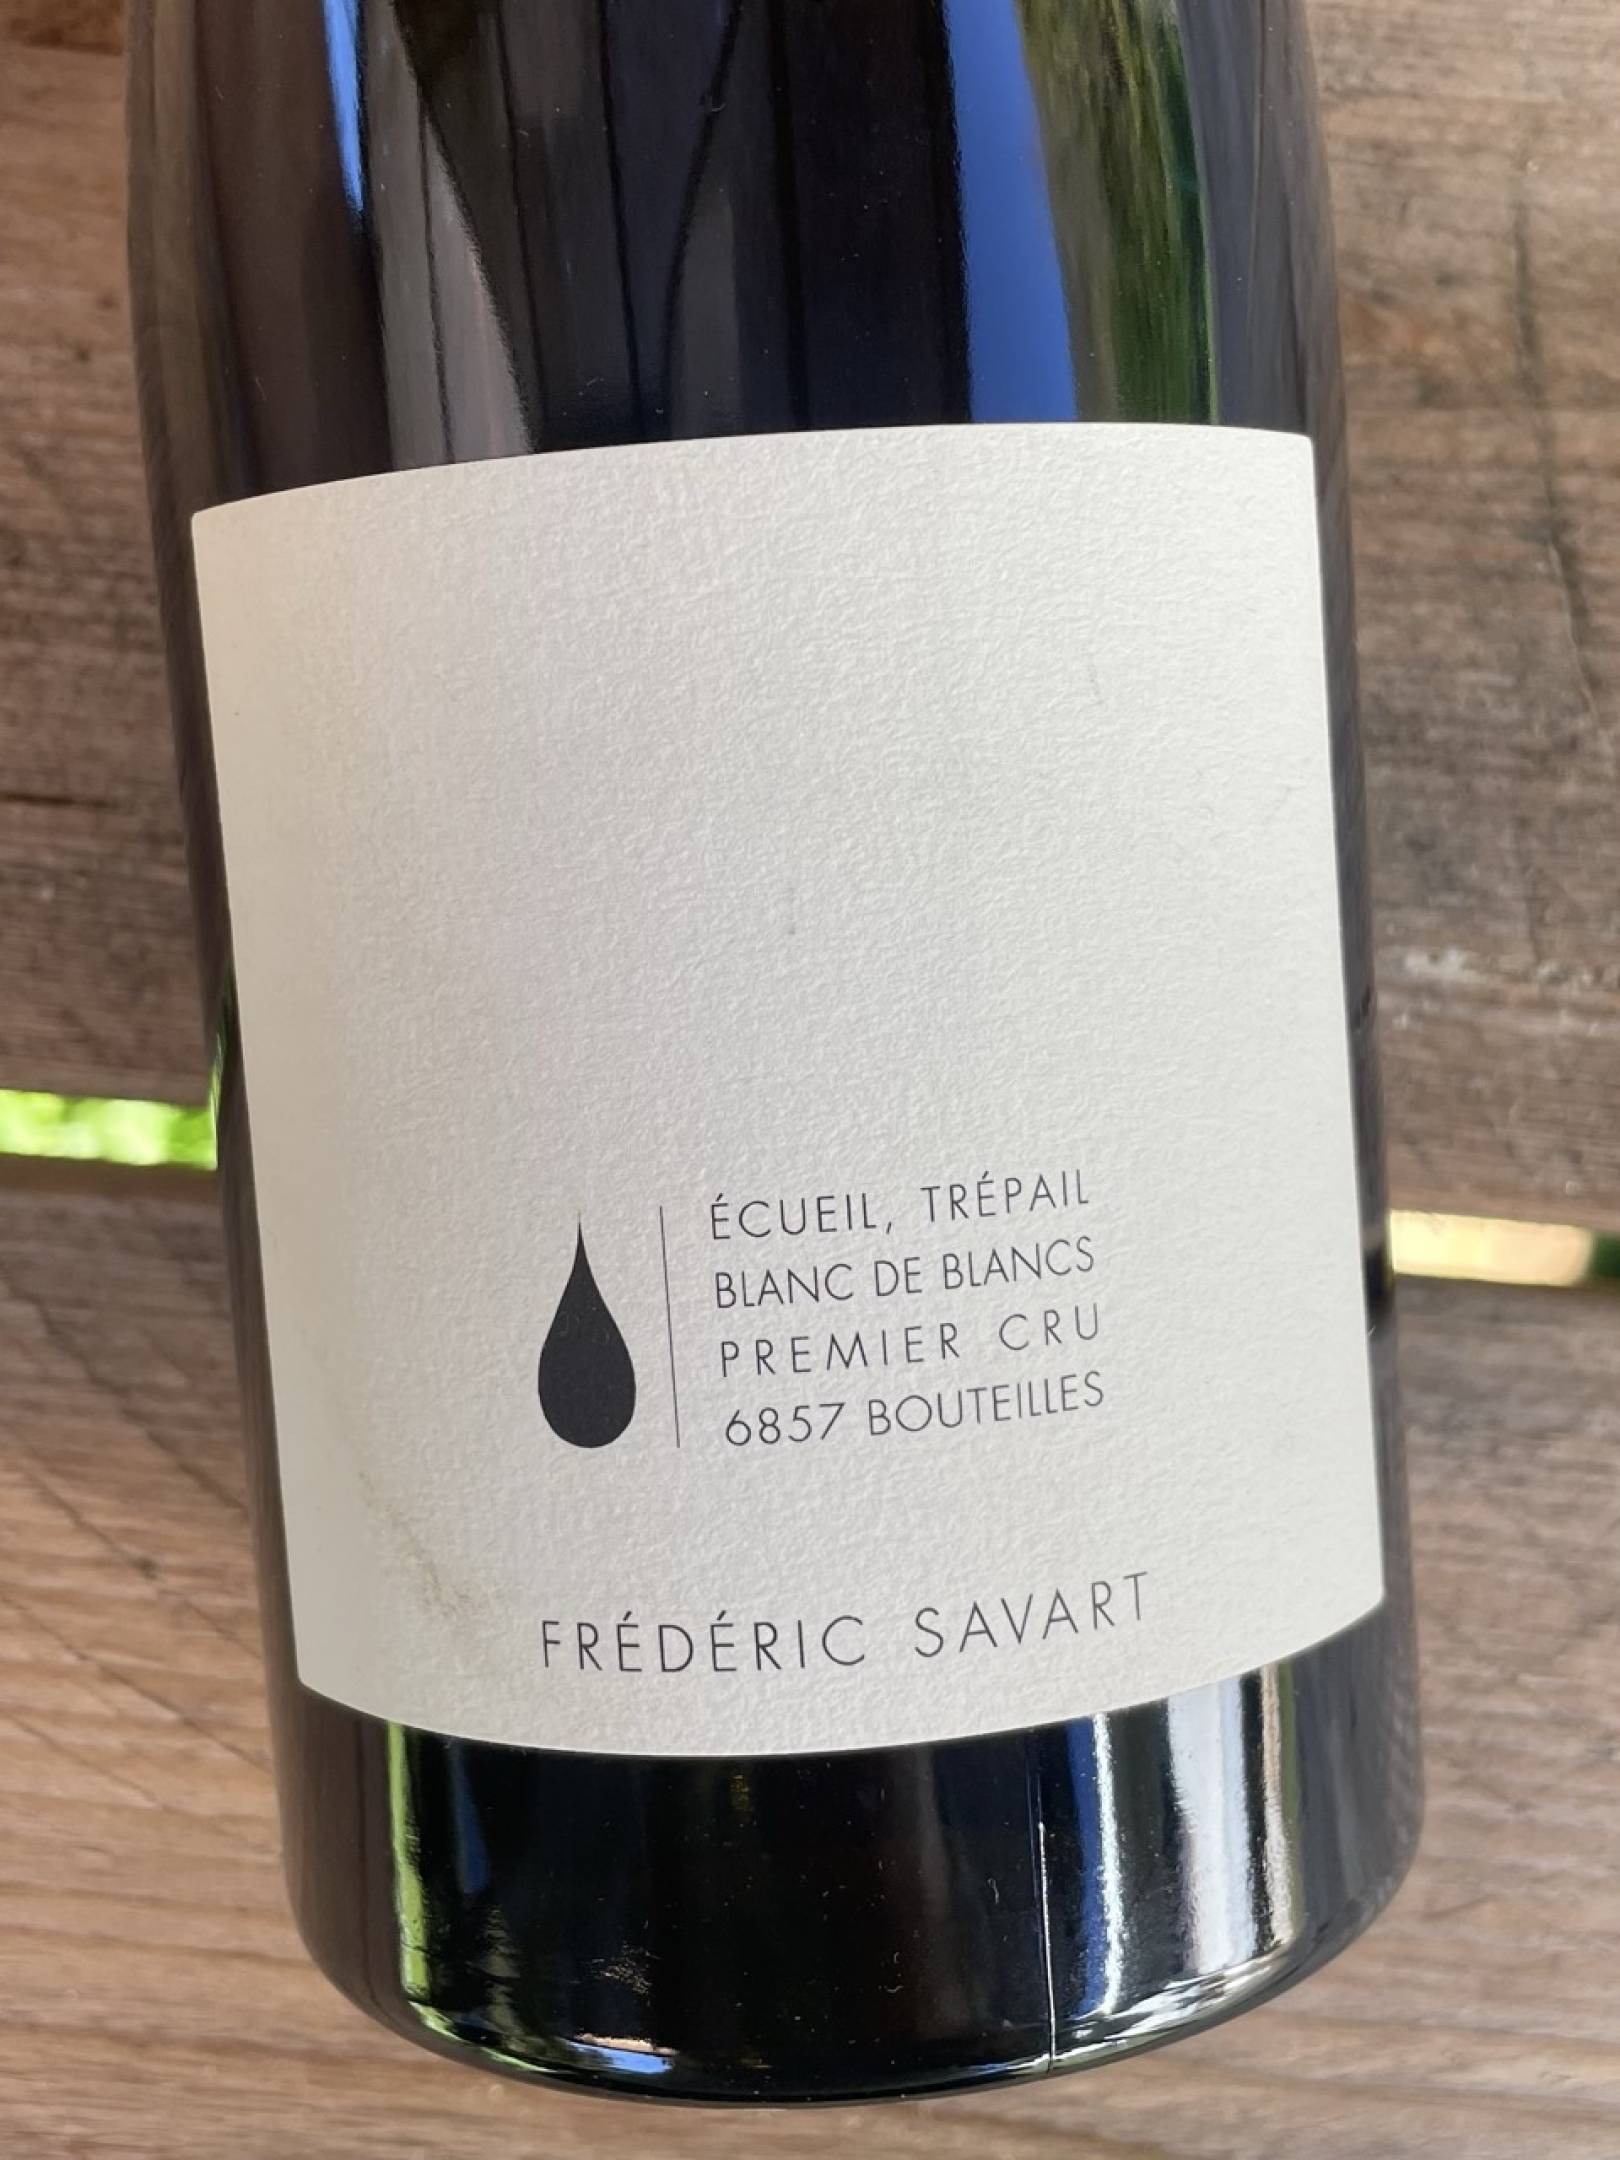 ÉCUEIL, TRÉPAIL
BLANC DE BLANCS
PREMIER CRU
6857 BOUTEILLES
FRÉDÉRIC SAVART